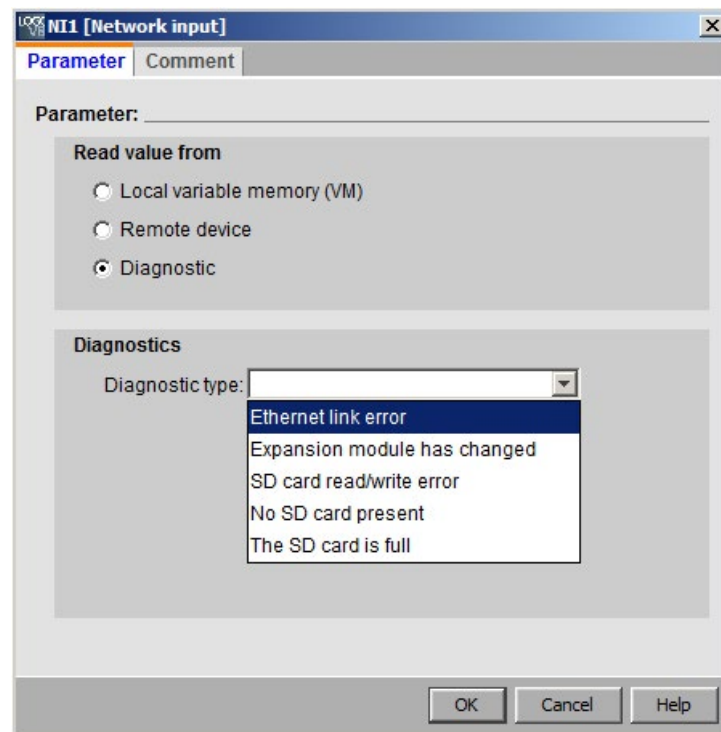 NI1 [Network input]
Parameter Comment
Parameter:
Read value from
Local variable memory (VM)
Remote device
Diagnostic
Diagnostics
Diagnostic type:
Ethernet link error
Expansion module has changed
SD card read/write error
No SD card present
The SD card is full
OK Cancel Help